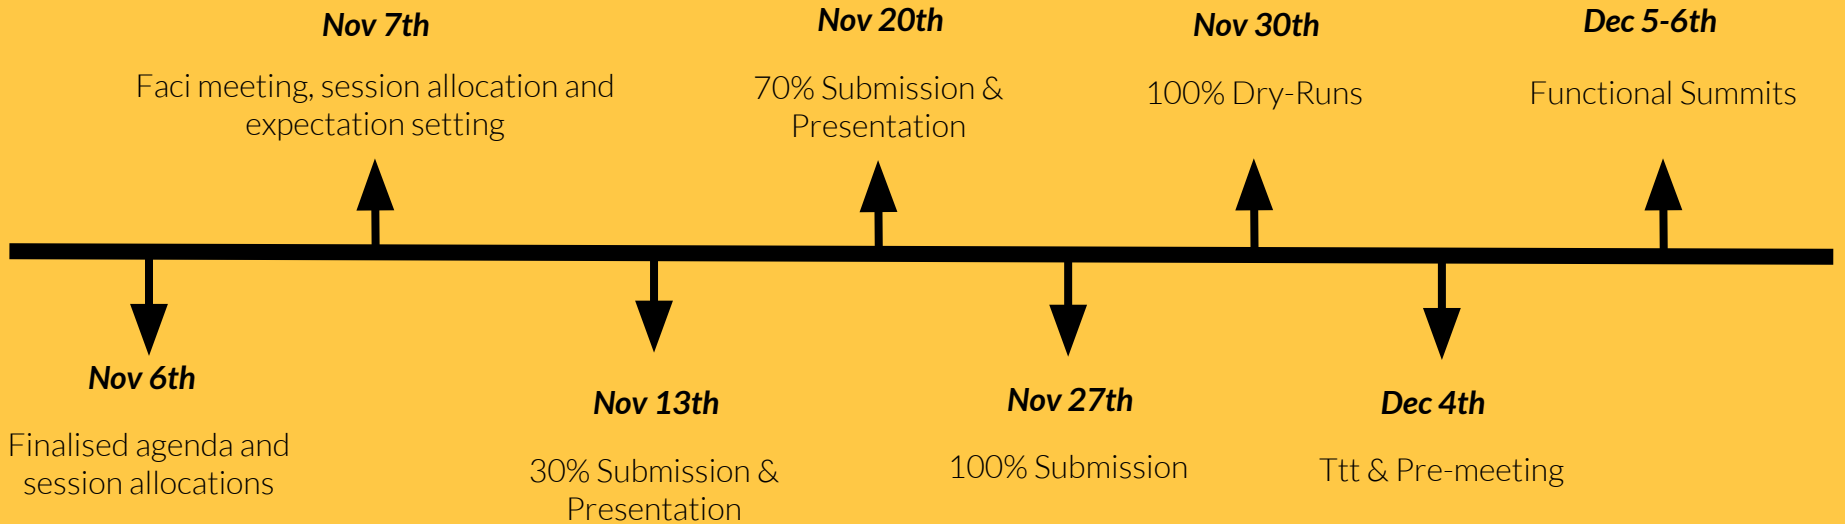 Nov 7th
Faci meeting, session allocation and
expectation setting
Nov 20th
70% Submission &
Presentation
Nov 30th
100% Dry-Runs
Dec 5-6th
Functional Summits
Nov 6th
Finalised agenda and
session allocations
Nov 13th
30% Submission &
Presentation
Nov 27th
100% Submission
Dec 4th
Ttt & Pre-meeting